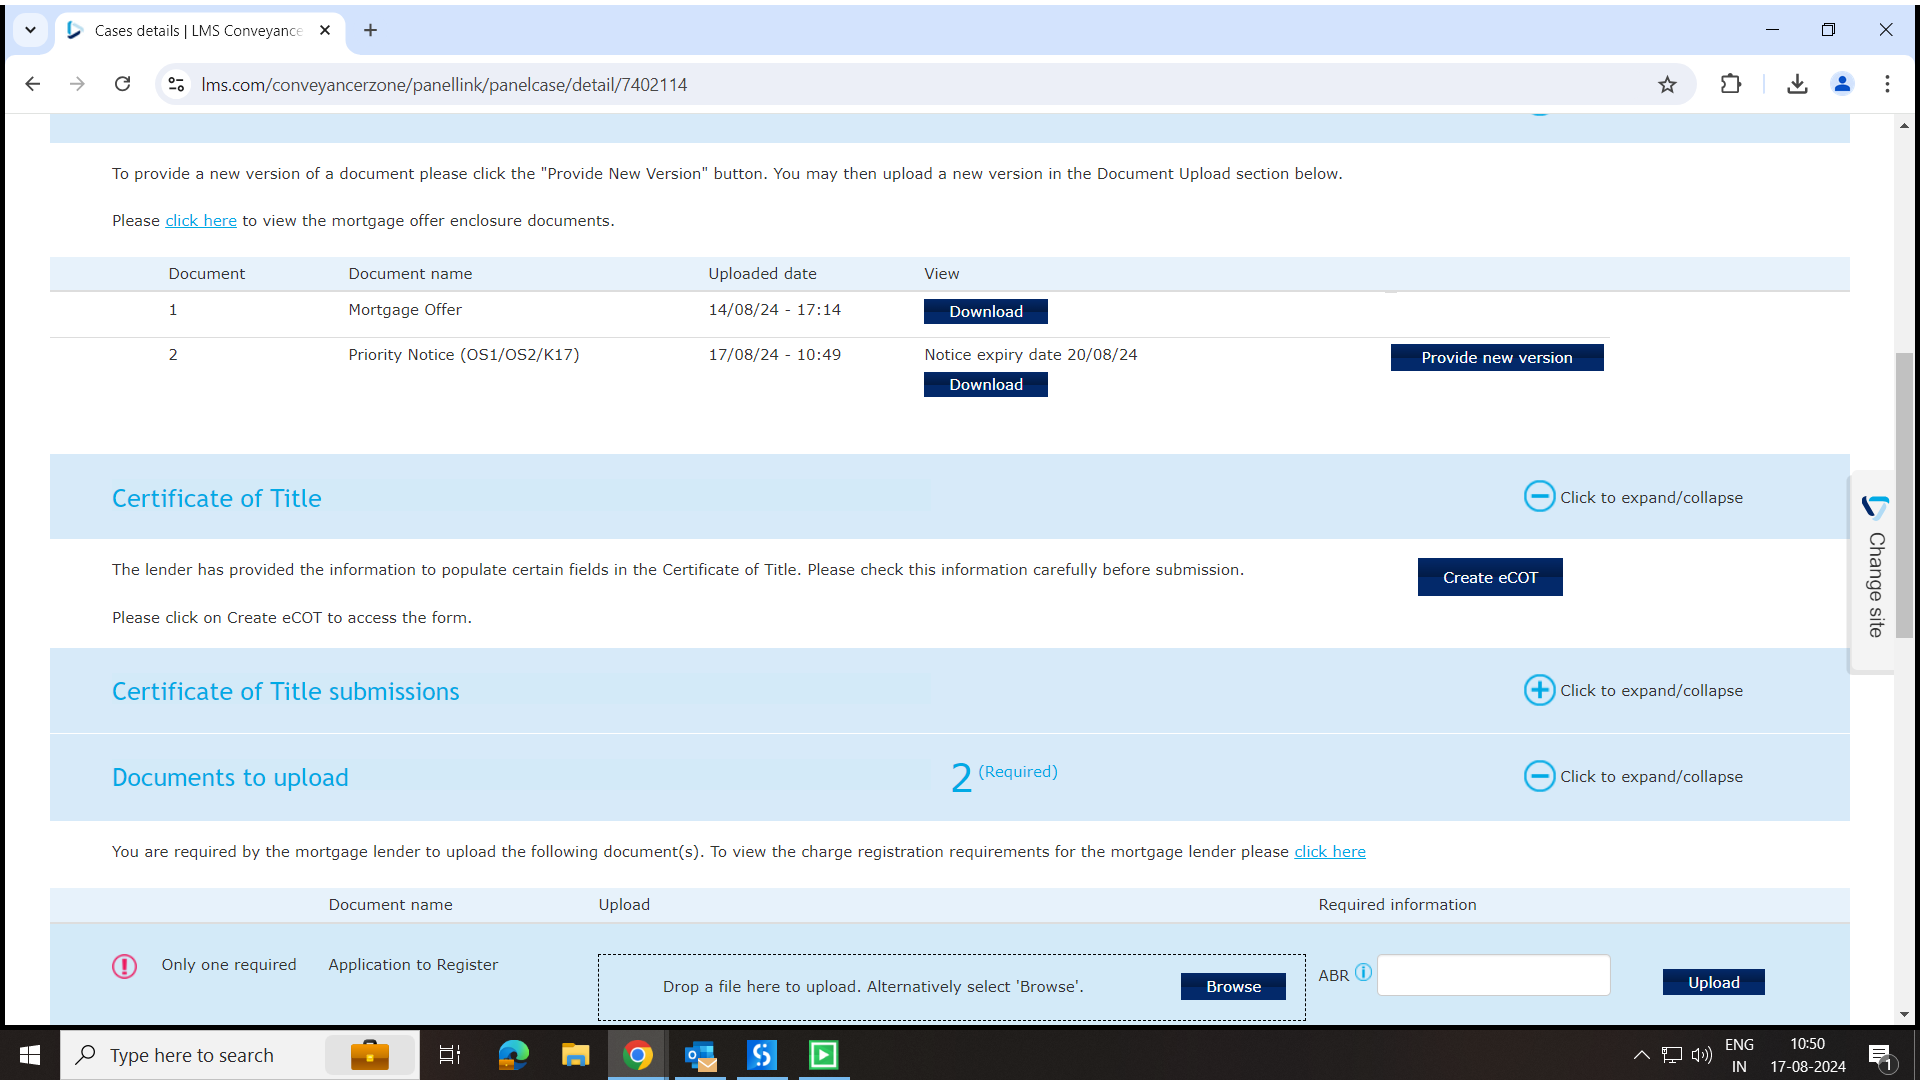 Cases details | LMS Conveyance
lms.com/conveyancerzone/panellink/panelcase/detail/7402114
To provide a new version of a document please click the "Provide New Version" button. You may then upload a new version in the Document Upload section below.
Please click here to view the mortgage offer enclosure documents.
Document Document name Uploaded date View
1 Mortgage Offer 14/08/24 - 17:14 Download
2 Priority Notice (OS1/OS2/K17) 17/08/24 - 10:49 Notice expiry date 20/08/24 Provide new version
Download
Certificate of Title Click to expand/collapse
The lender has provided the information to populate certain fields in the Certificate of Title. Please check this information carefully before submission. Create eCOT
Please click on Create eCOT to access the form.
Change site
Certificate of Title submissions Click to expand/collapse
Documents to upload 2 (Required) Click to expand/collapse
You are required by the mortgage lender to upload the following document(s). To view the charge registration requirements for the mortgage lender please click here
Document name Upload Required information
Only one required Application to Register Drop a file here to upload. Alternatively select 'Browse'. Browse ABR Upload
Type here to search
ENG
IN
10:50
17-08-2024
1